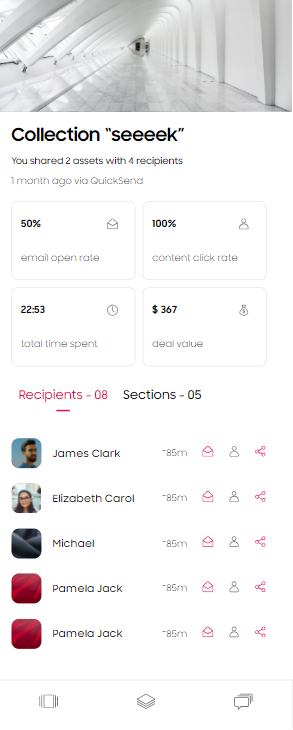 Collection “seeeek”
You shared 2 assets with 4 recipients
1 month ago via QuickSend
50%
email open rate
100%
content click rate
22:53
total time spent
$ 367
deal value
Recipients - 08 Sections - 05
James Clark ~85m
Elizabeth Carol ~85m
Michael ~85m
Pamela Jack ~85m
Pamela Jack ~85m